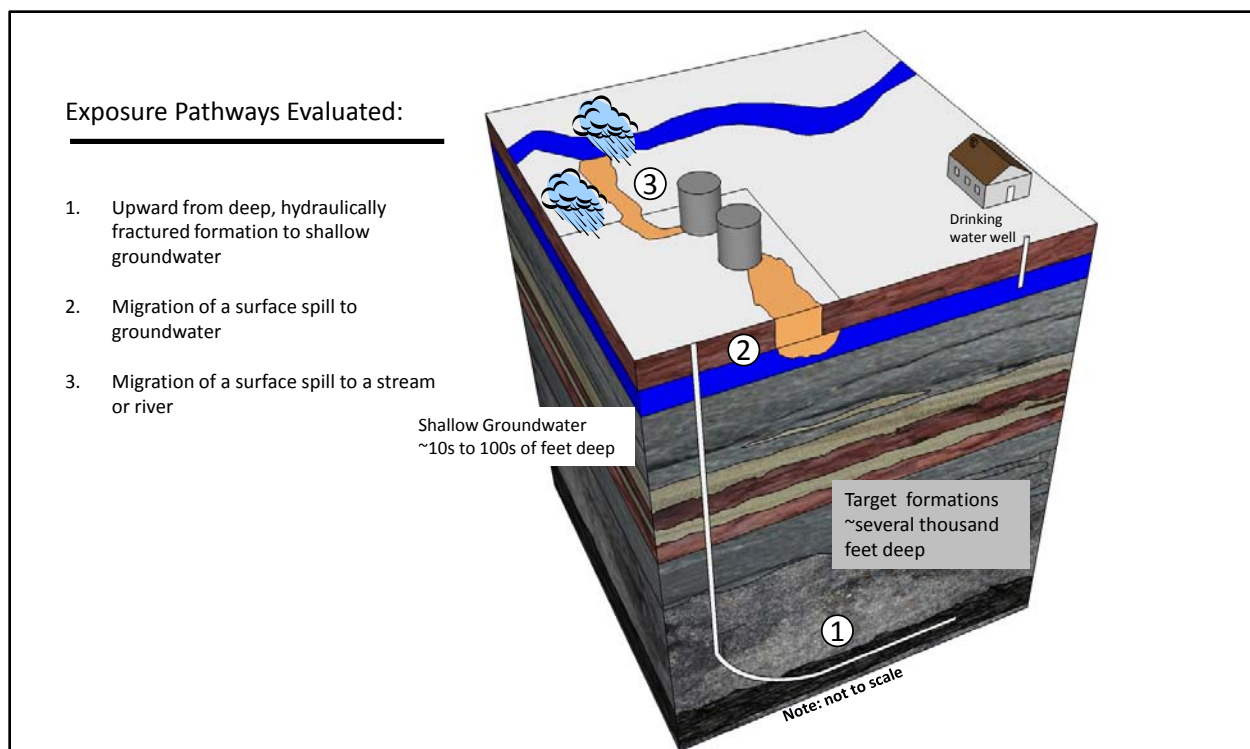 Exposure Pathways Evaluated:
1. Upward from deep, hydraulically
fractured formation to shallow
groundwater
2. Migration of a surface spill to
groundwater
3. Migration of a surface spill to a stream
or river
3
Drinking
water well
2
Shallow Groundwater
~10s to 100s of feet deep
Target formations
~several thousand
feet deep
1
Note: not to scale